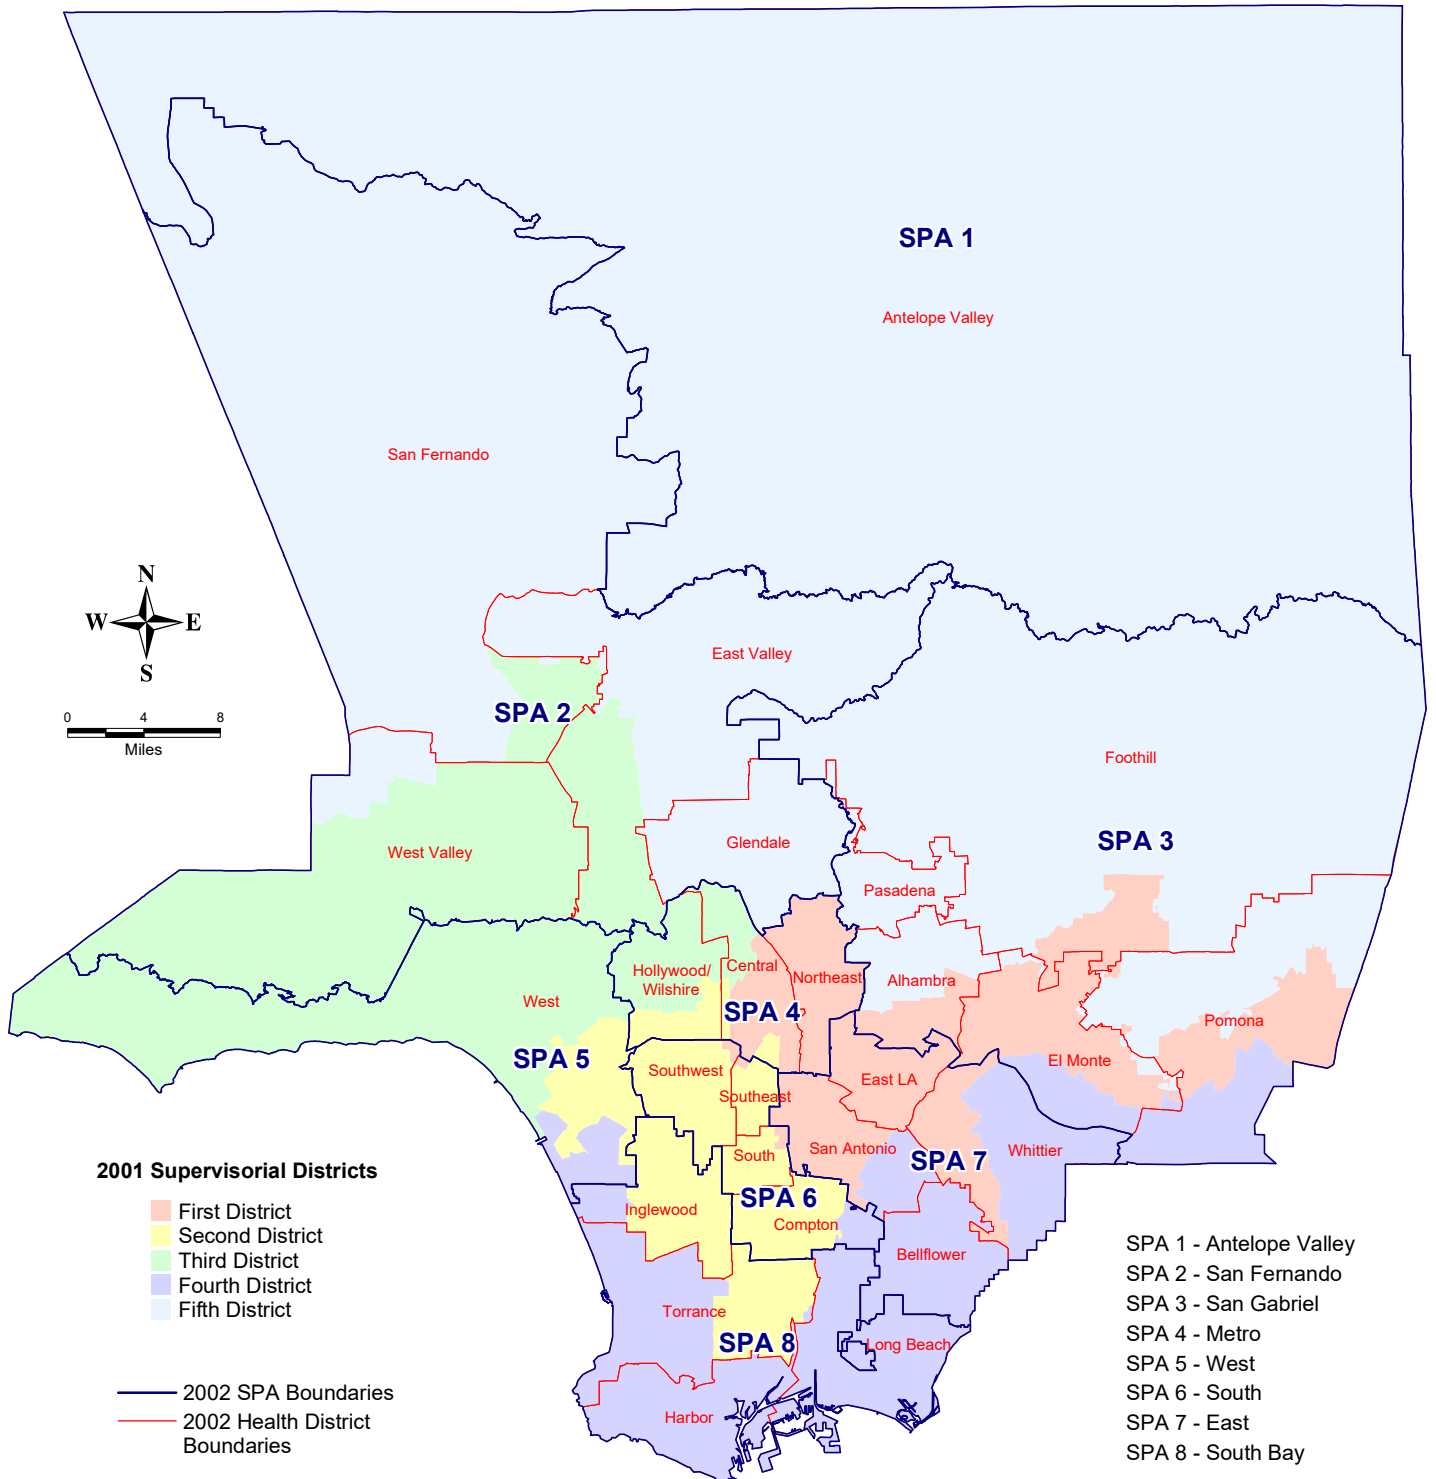 SPA 1
Antelope Valley
San Fernando
N
W E
S
0 4 8
Miles
East Valley
SPA 2
Foothill
Glendale
SPA 3
West Valley
Pasadena
Hollywood/
Wilshire
Central
Northeast
Alhambra
West
SPA 4
Pomona
SPA 5
Southwest
El Monte
East LA
Southeast
San Antonio
Whittier
South
SPA 7
SPA 6
Inglewood
Compton
Bellflower
Torrance
SPA 8
Long Beach
Harbor
2001 Supervisorial Districts
First District
Second District
Third District
Fourth District
Fifth District
2002 SPA Boundaries
2002 Health District
Boundaries
SPA 1 - Antelope Valley
SPA 2 - San Fernando
SPA 3 - San Gabriel
SPA 4 - Metro
SPA 5 - West
SPA 6 - South
SPA 7 - East
SPA 8 - South Bay